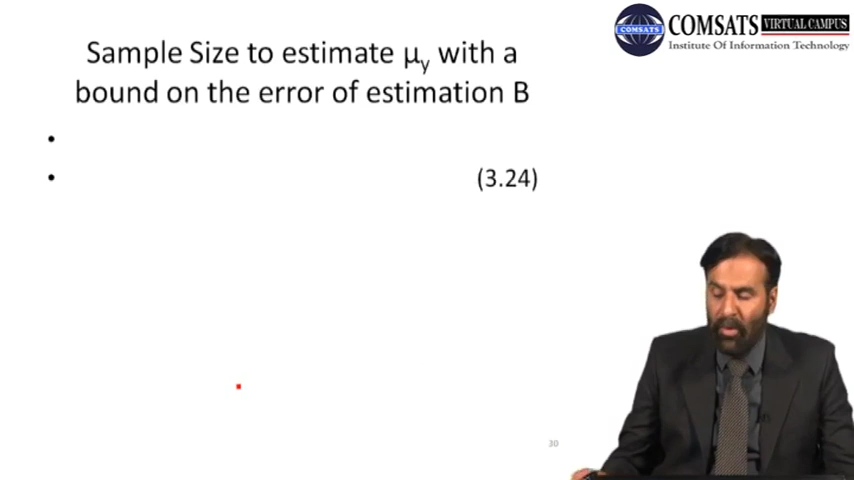 COMSATS
COMSATS VIRTUAL CAMPUS
Institute Of Information Technology
Sample Size to estimate μy with a
bound on the error of estimation B
•
• (3.24)
30